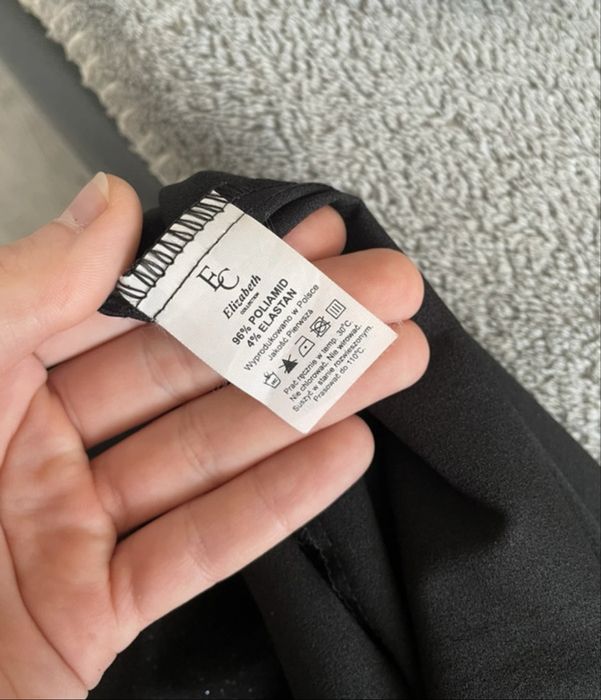 EC
Elizabeth
COLLECTION
96% POLIAMID
4% ELASTAN
Wyprodukowano w Polsce
Jakość Pierwsza
Prać ręcznie w temp. 30°C.
Nie chlorować. Nie wirować.
Suszyć w stanie rozwieszonym.
Prasować do 110°C.